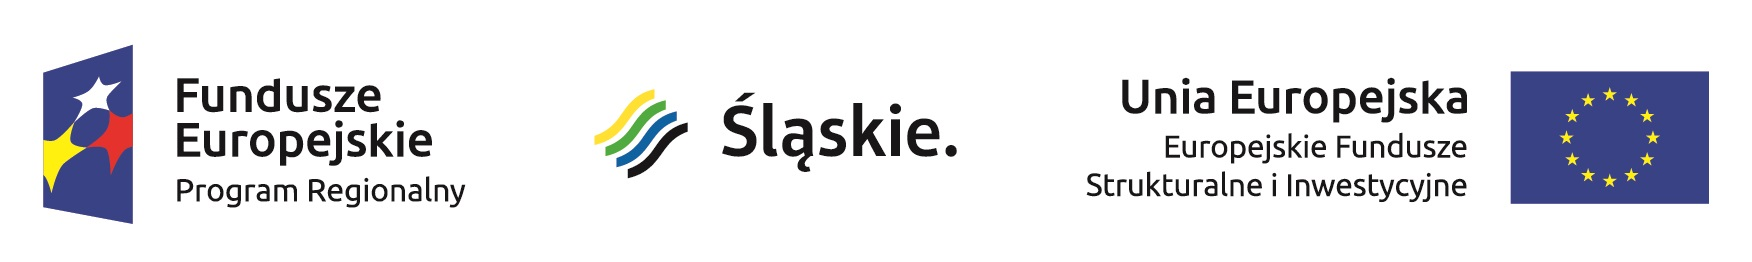 Fundusze
Europejskie
Program Regionalny
Śląskie.
Unia Europejska
Europejskie Fundusze
Strukturalne i Inwestycyjne